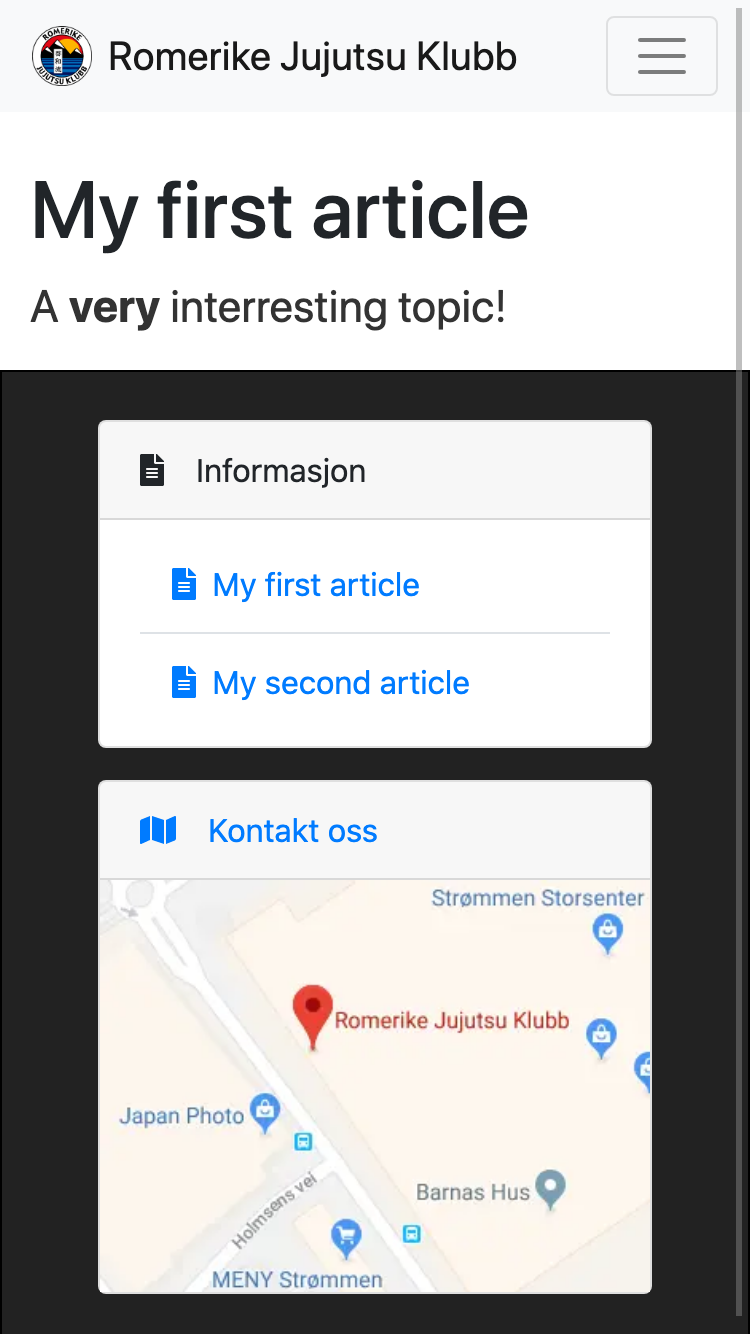 ROMERIKE
JUJUTSU KLUBB
Romerike Jujutsu Klubb
My first article
A very interresting topic!
Informasjon
My first article
My second article
Kontakt oss
Strømmen Storsenter
Romerike Jujutsu Klubb
Japan Photo
Barnas Hus
Holmsens vei
MENY Strømmen